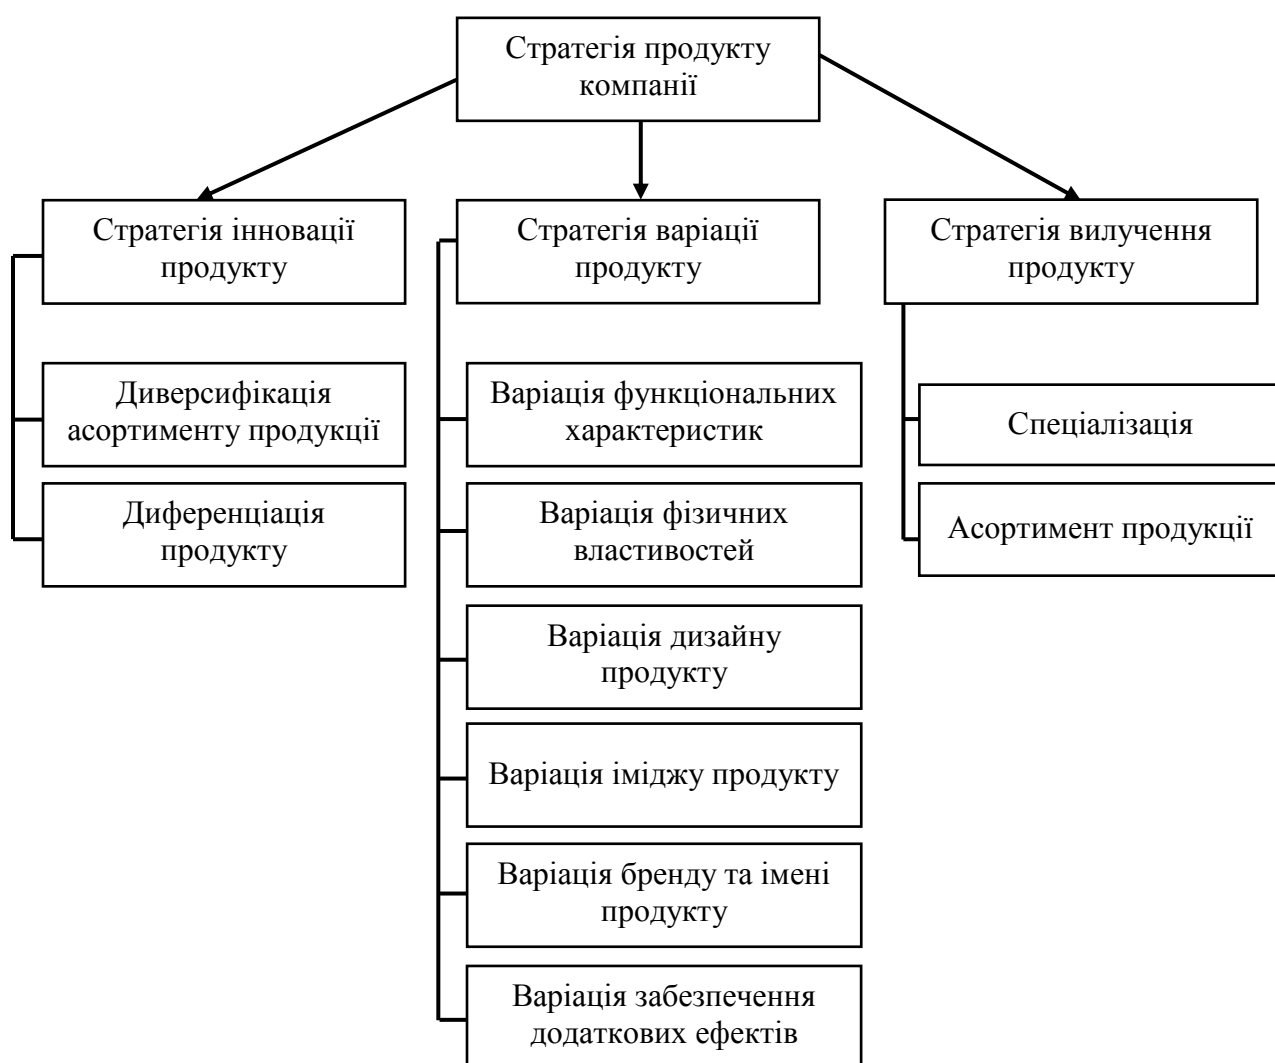 Стратегія продукту
компанії
Стратегія інновації
продукту
Стратегія варіації
продукту
Стратегія вилучення
продукту
Диверсифікація
асортименту продукції
Диференціація
продукту
Варіація функціональних
характеристик
Варіація фізичних
властивостей
Варіація дизайну
продукту
Варіація іміджу продукту
Варіація бренду та імені
продукту
Варіація забезпечення
додаткових ефектів
Спеціалізація
Асортимент продукції